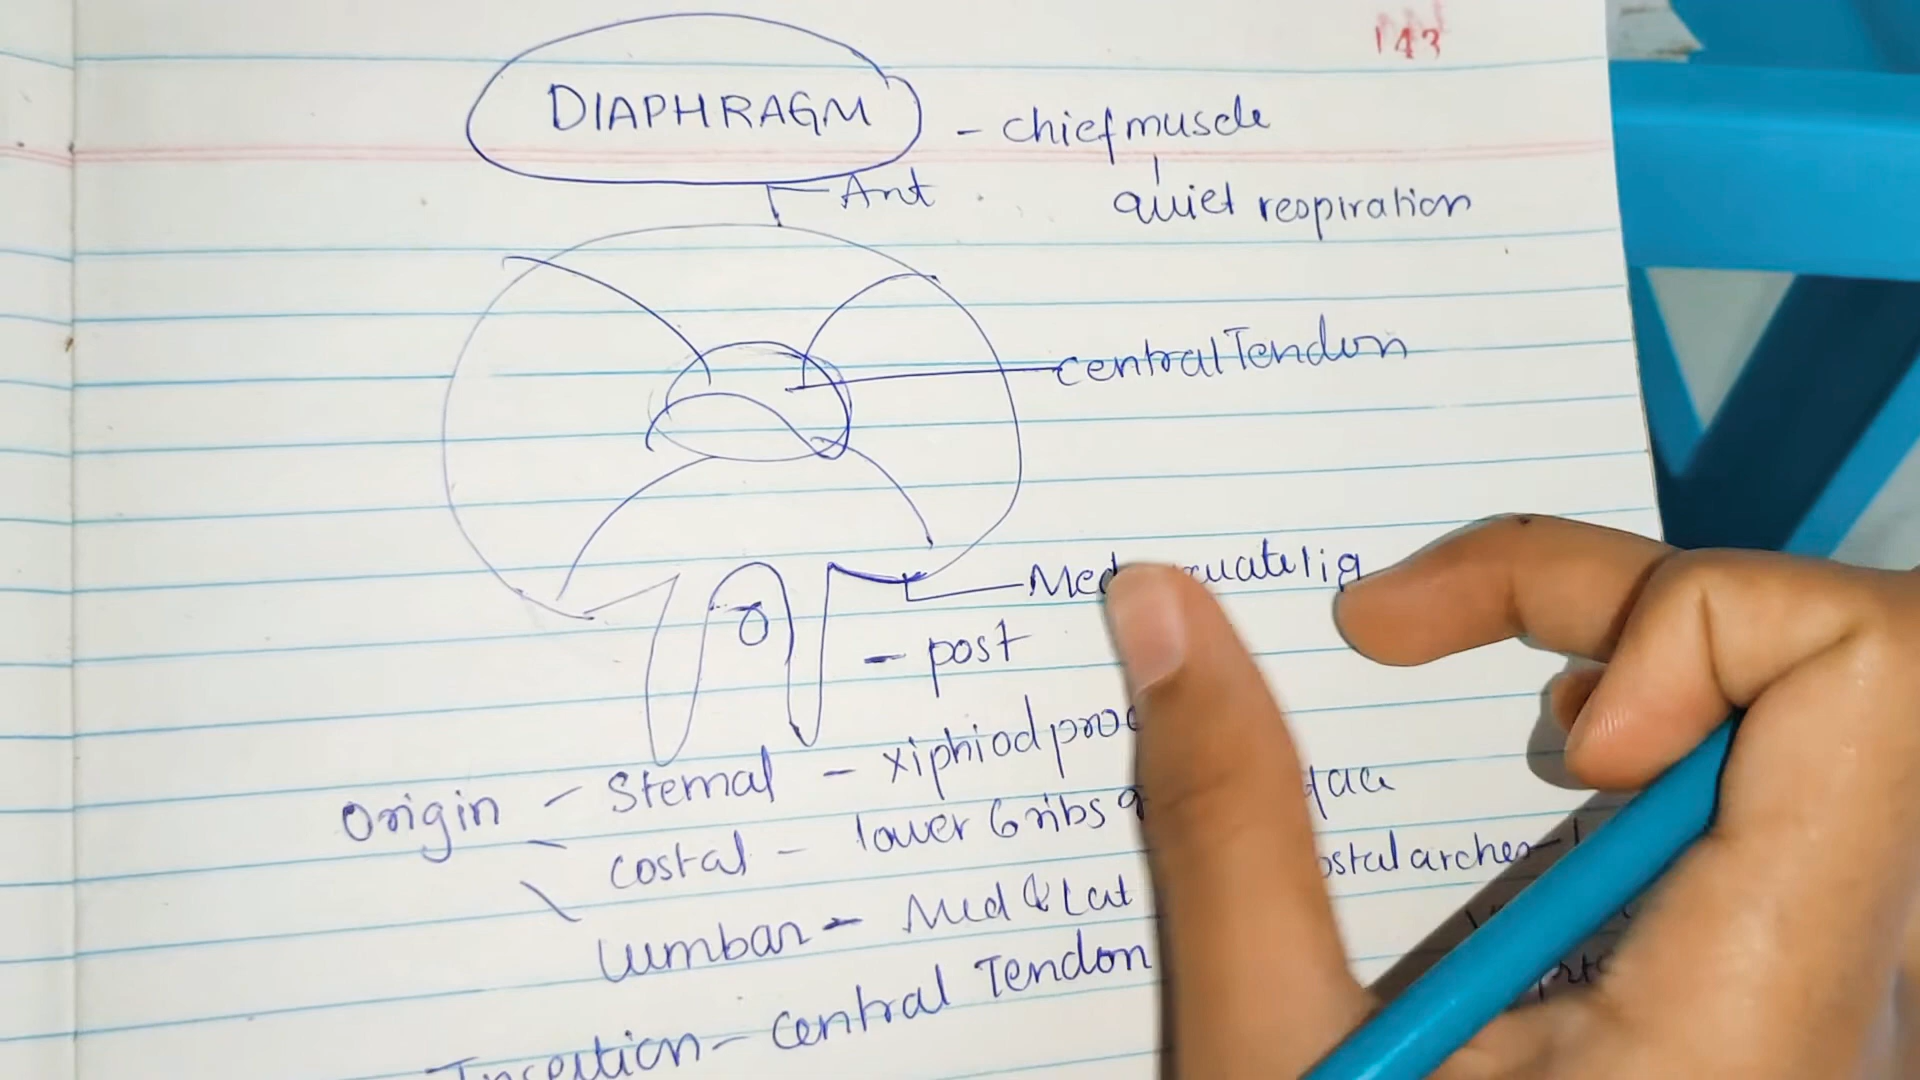 143
DIAPHRAGM - chief muscle
Ant quiet respiration
central Tendon
Med lig
- post
Origin - Sternal - xiphiod
costal - lower 6 ribs
Lumbar - Med & Lat
Insertion - central Tendon